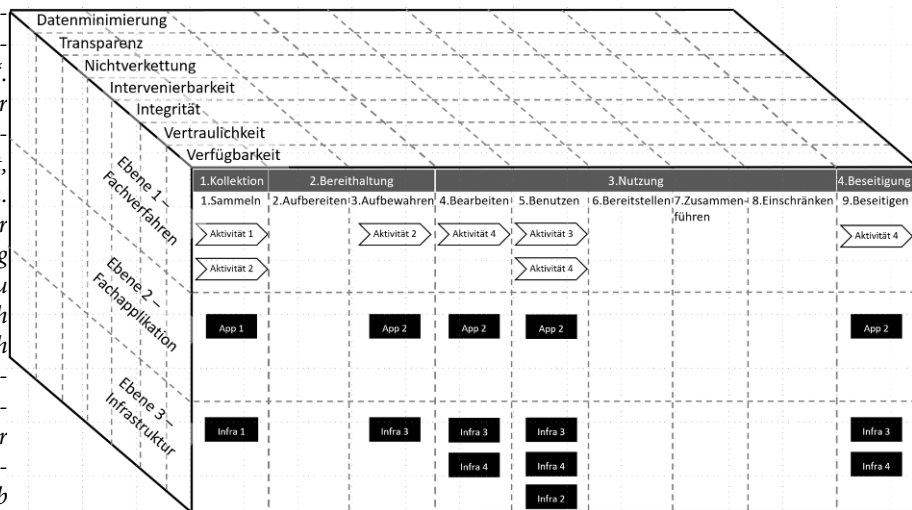 Datenminimierung
Transparenz
Nichtverkettung
Intervenierbarkeit
Integrität
Vertraulichkeit
Verfügbarkeit
Ebene 1 –
Fachverfahren
Ebene 2 –
Fachapplikation
Ebene 3 –
Infrastruktur
1.Kollektion 2.Bereithaltung 3.Nutzung 4.Beseitigung
1.Sammeln 2.Aufbereiten 3.Aufbewahren 4.Bearbeiten 5.Benutzen 6.Bereitstellen 7.Zusammen- 8.Einschränken 9.Beseitigen
führen
Aktivität 1 Aktivität 2 Aktivität 4 Aktivität 3 Aktivität 4
Aktivität 2 Aktivität 4
App 1 App 2 App 2 App 2 App 2
Infra 1 Infra 3 Infra 3 Infra 3 Infra 3
Infra 4 Infra 4 Infra 4
Infra 2